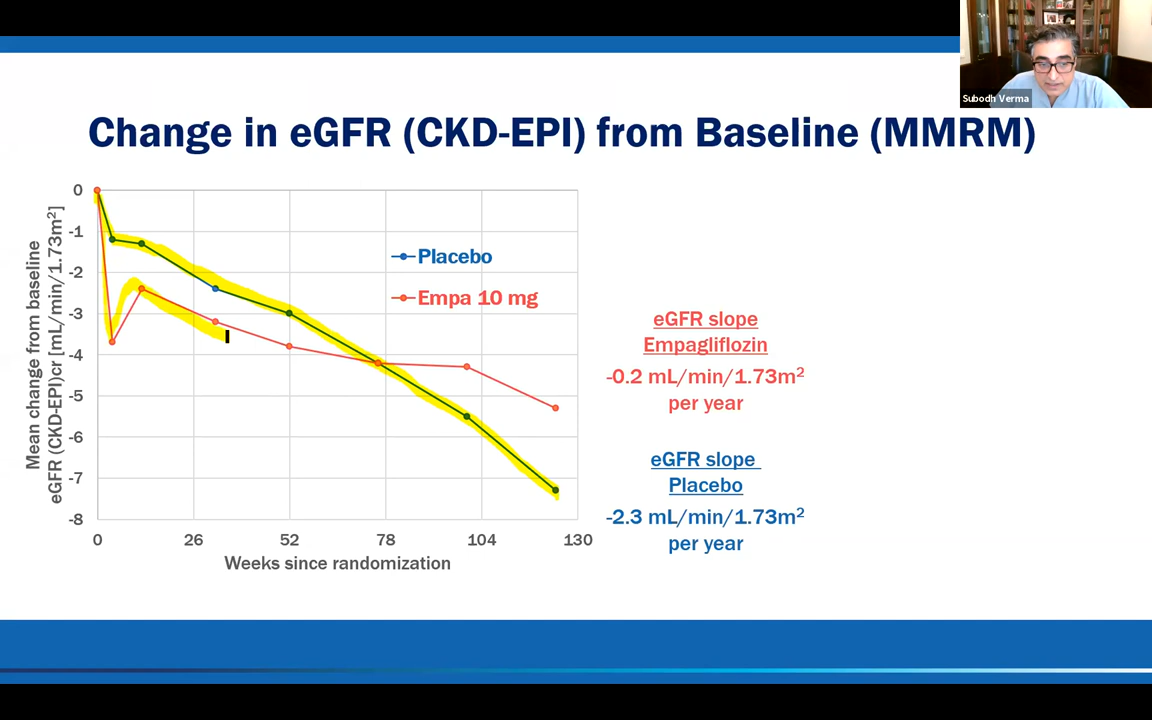 Subodh Verma
Change in eGFR (CKD-EPI) from Baseline (MMRM)
Mean change from baseline
eGFR (CKD-EPI)cr [mL/min/1.73m²]
0
-1
-2
-3
-4
-5
-6
-7
-8
Placebo
Empa 10 mg
0 26 52 78 104 130
Weeks since randomization
eGFR slope
Empagliflozin
-0.2 mL/min/1.73m²
per year
eGFR slope
Placebo
-2.3 mL/min/1.73m²
per year